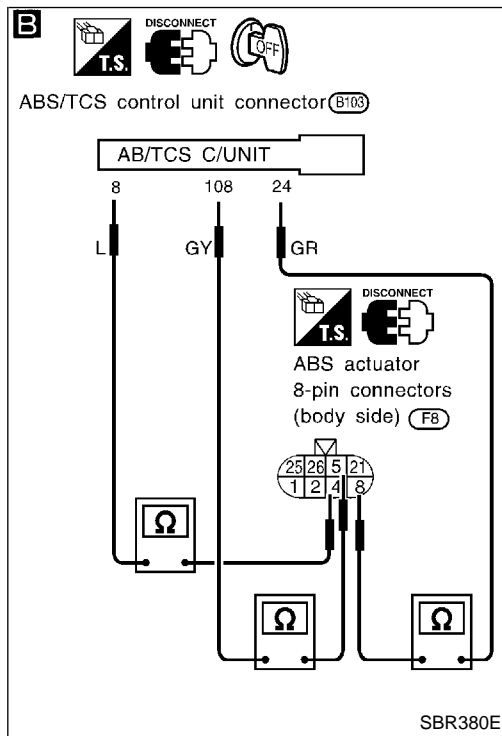 B
T.S.
DISCONNECT
OFF
ABS/TCS control unit connector B103
AB/TCS C/UNIT
8 108 24
L GY GR
T.S.
DISCONNECT
ABS actuator
8-pin connectors
(body side) F8
25 26 5 21
1 2 4 8
Ω
Ω Ω
SBR380E